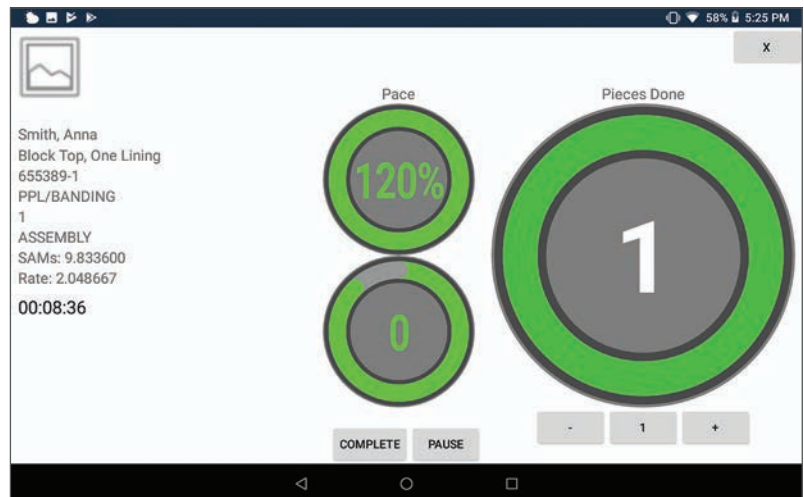 58% 5:25 PM
X
Smith, Anna
Block Top, One Lining
655389-1
PPL/BANDING
1
ASSEMBLY
SAMs: 9.833600
Rate: 2.048667
00:08:36
Pace
120%
0
COMPLETE PAUSE
Pieces Done
1
- 1 +